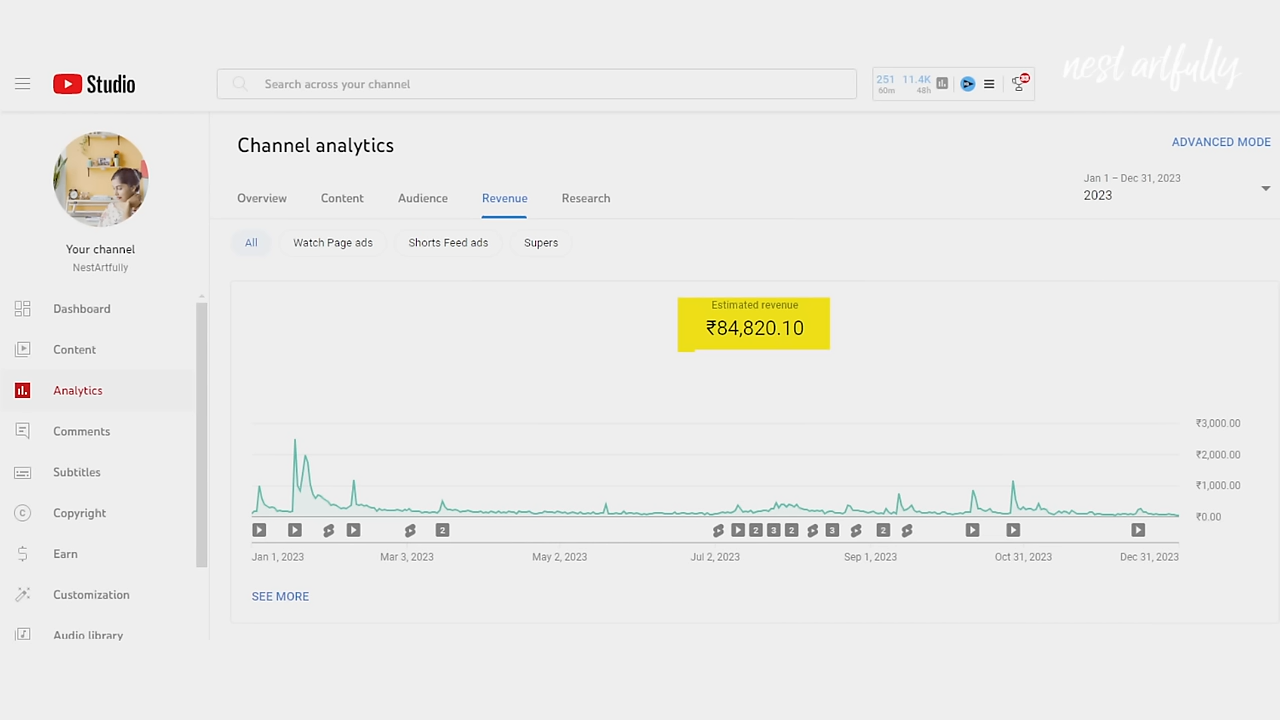 nest artfully
Studio
Search across your channel
251 11.4K
60m 48h
Channel analytics
ADVANCED MODE
Jan 1 – Dec 31, 2023
2023
Overview Content Audience Revenue Research
All Watch Page ads Shorts Feed ads Supers
Your channel
NestArtfully
Dashboard
Content
Analytics
Comments
Subtitles
Copyright
Earn
Customization
Audio library
Estimated revenue
₹84,820.10
₹3,000.00
₹2,000.00
₹1,000.00
₹0.00
2 2 3 2 3 2
Jan 1, 2023 Mar 3, 2023 May 2, 2023 Jul 2, 2023 Sep 1, 2023 Oct 31, 2023 Dec 31, 2023
SEE MORE